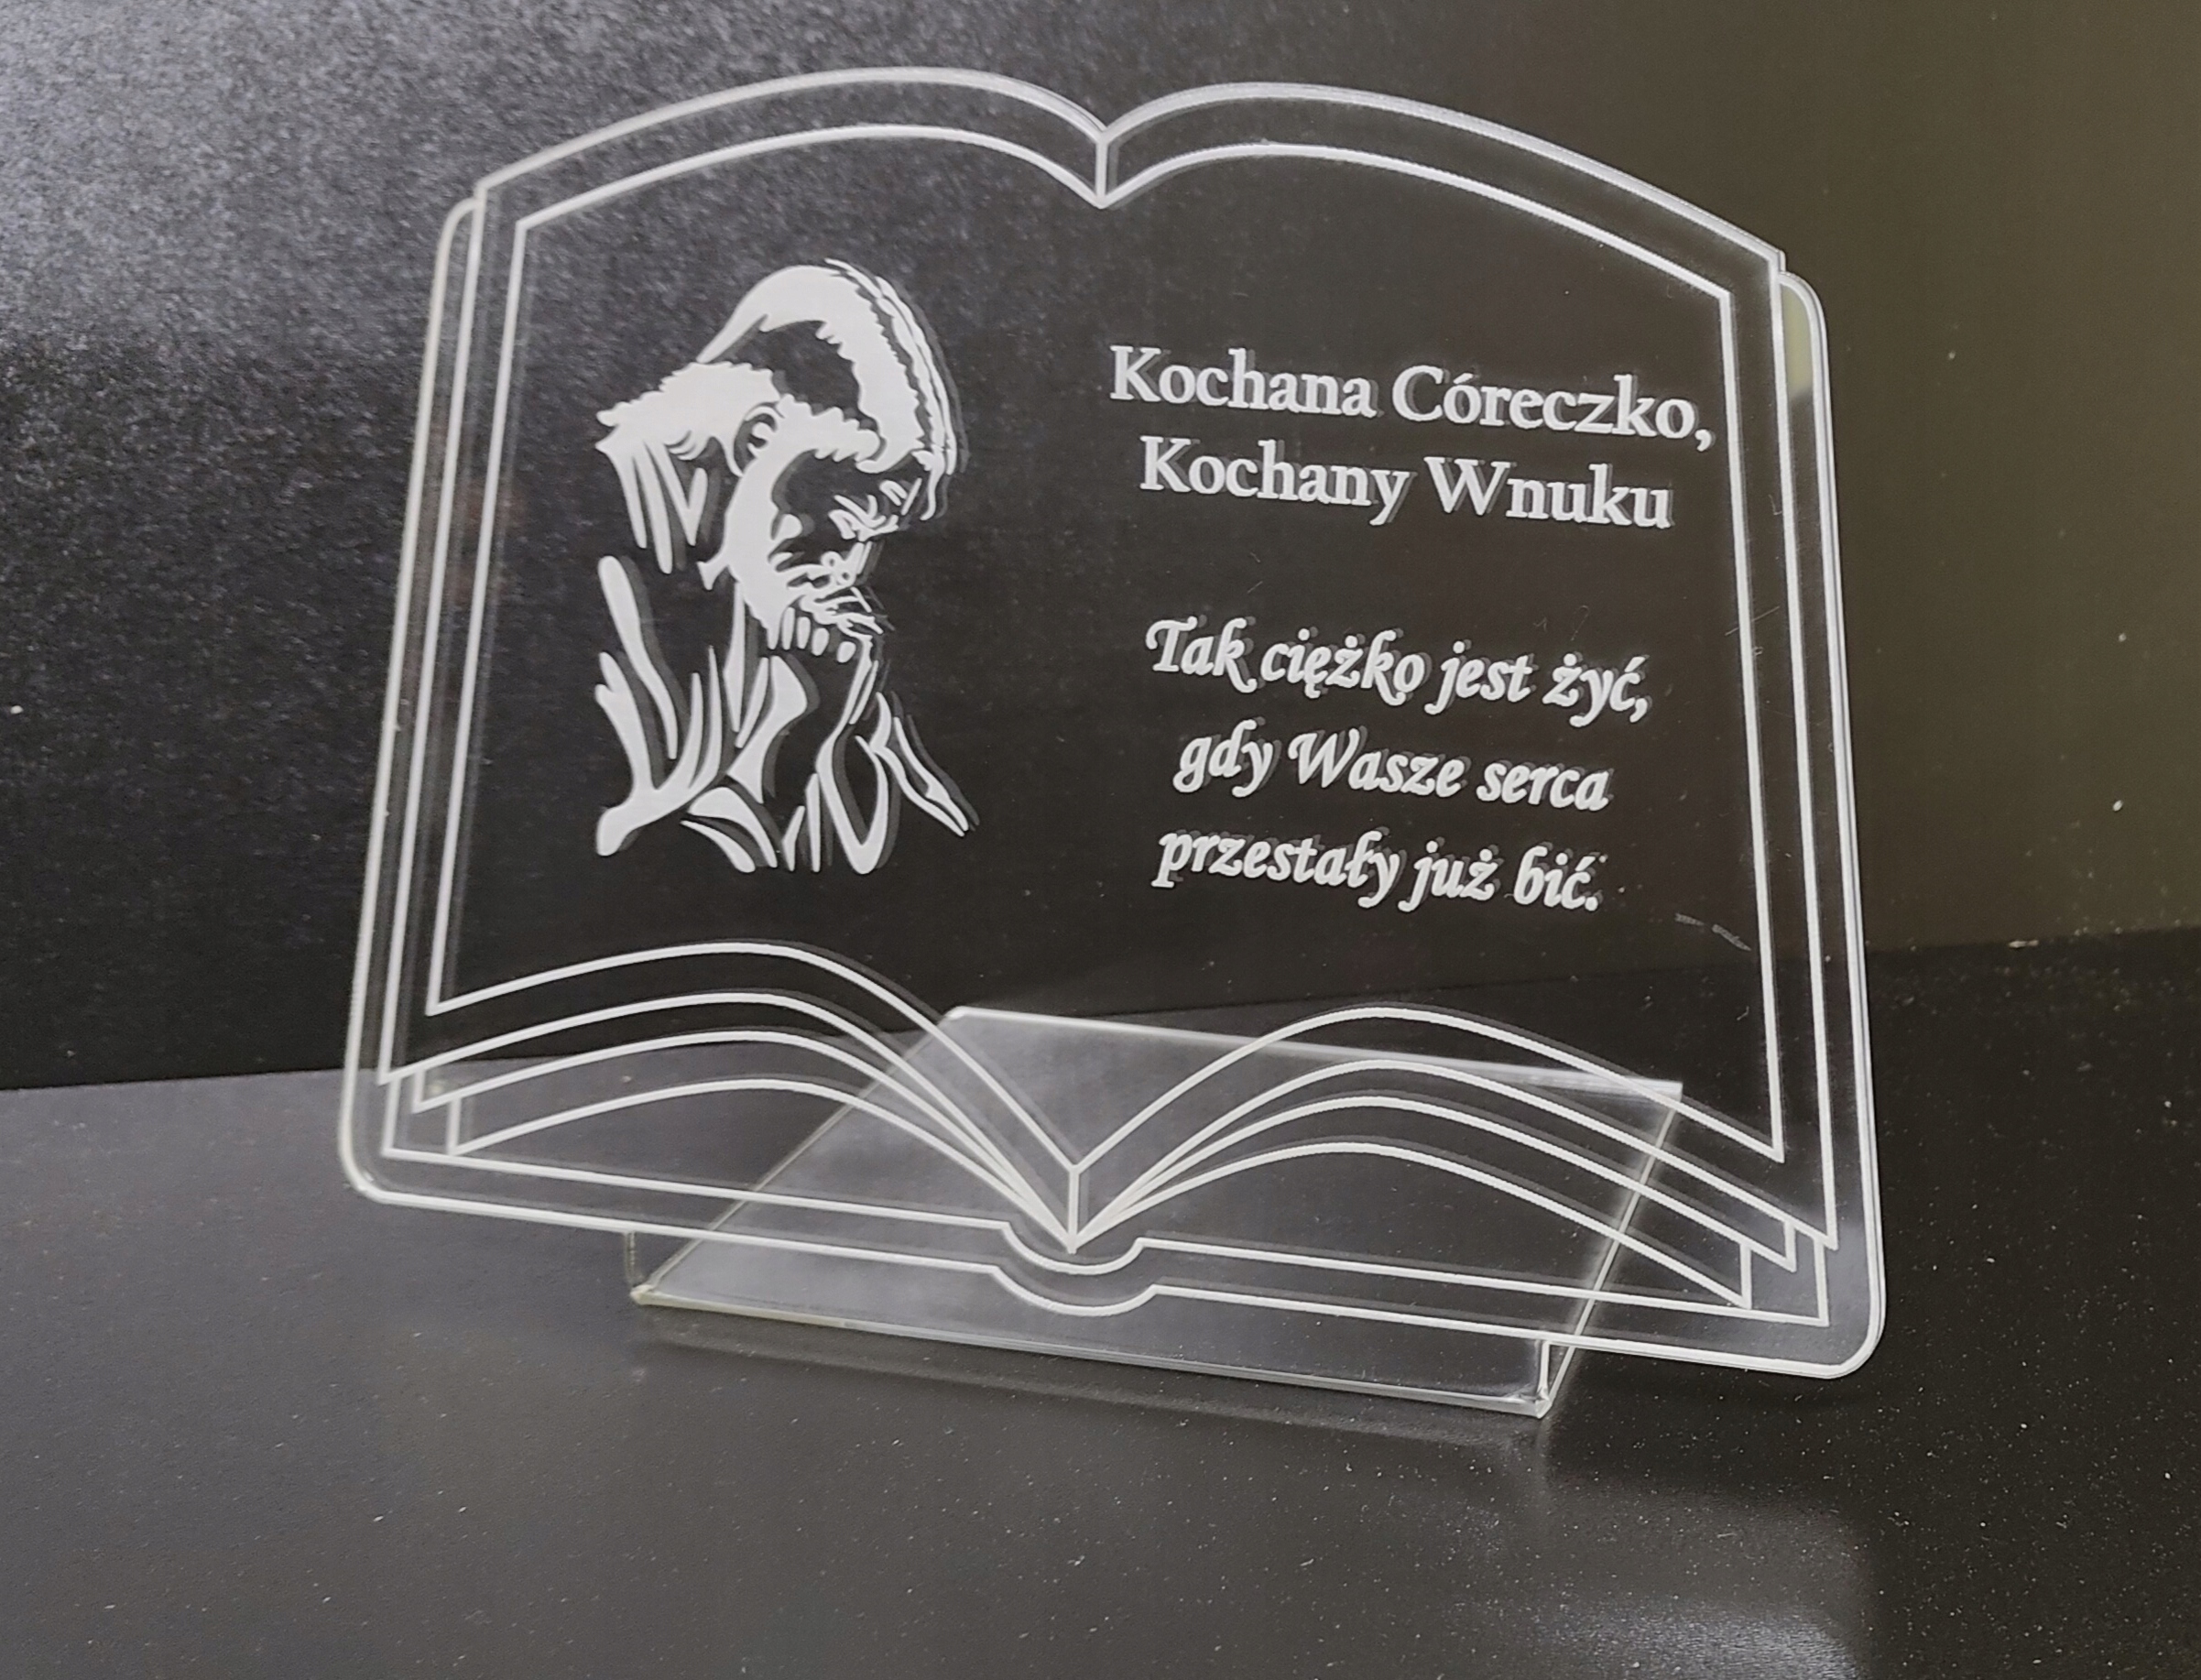 Kochana Córeczko,
Kochany Wnuku
Tak ciężko jest żyć,
gdy Wasze serca
przestały już bić.